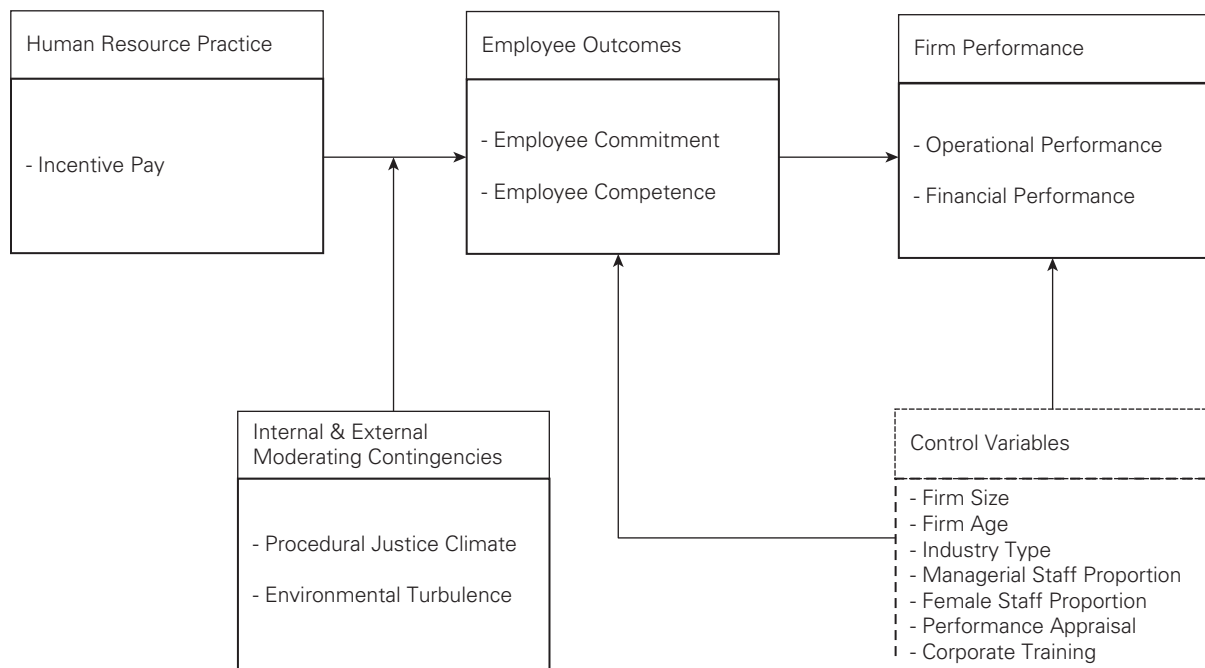 Human Resource Practice
- Incentive Pay
Employee Outcomes
- Employee Commitment
- Employee Competence
Firm Performance
- Operational Performance
- Financial Performance
Internal & External
Moderating Contingencies
- Procedural Justice Climate
- Environmental Turbulence
Control Variables
- Firm Size
- Firm Age
- Industry Type
- Managerial Staff Proportion
- Female Staff Proportion
- Performance Appraisal
- Corporate Training